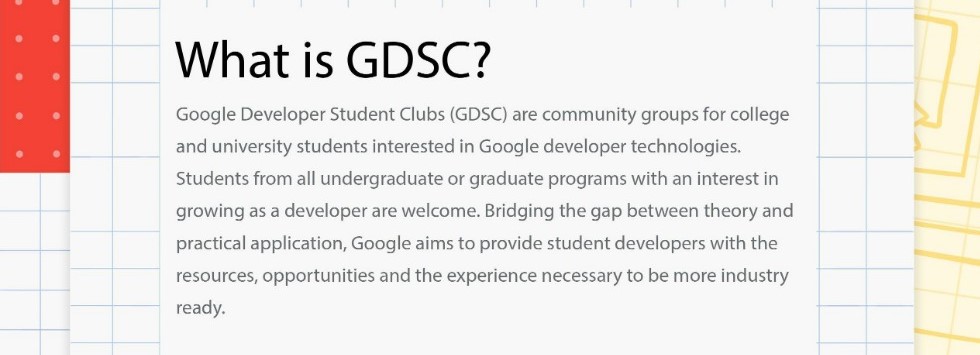 What is GDSC?
Google Developer Student Clubs (GDSC) are community groups for college
and university students interested in Google developer technologies.
Students from all undergraduate or graduate programs with an interest in
growing as a developer are welcome. Bridging the gap between theory and
practical application, Google aims to provide student developers with the
resources, opportunities and the experience necessary to be more industry
ready.